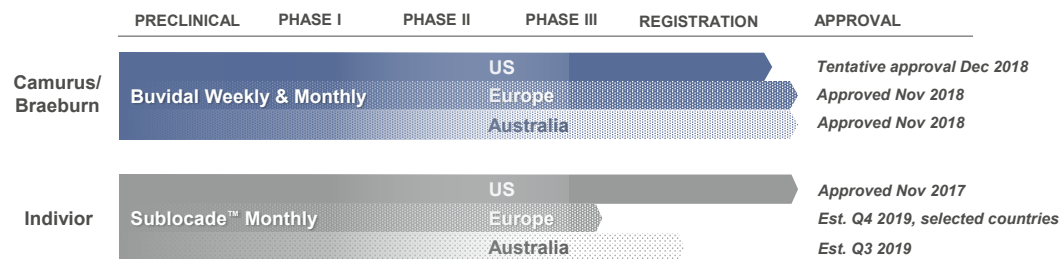 PRECLINICAL PHASE I PHASE II PHASE III REGISTRATION APPROVAL
Camurus/
Braeburn
Buvidal Weekly & Monthly
US
Europe
Australia
Tentative approval Dec 2018
Approved Nov 2018
Approved Nov 2018
Indivior
Sublocade™ Monthly
US
Europe
Australia
Approved Nov 2017
Est. Q4 2019, selected countries
Est. Q3 2019